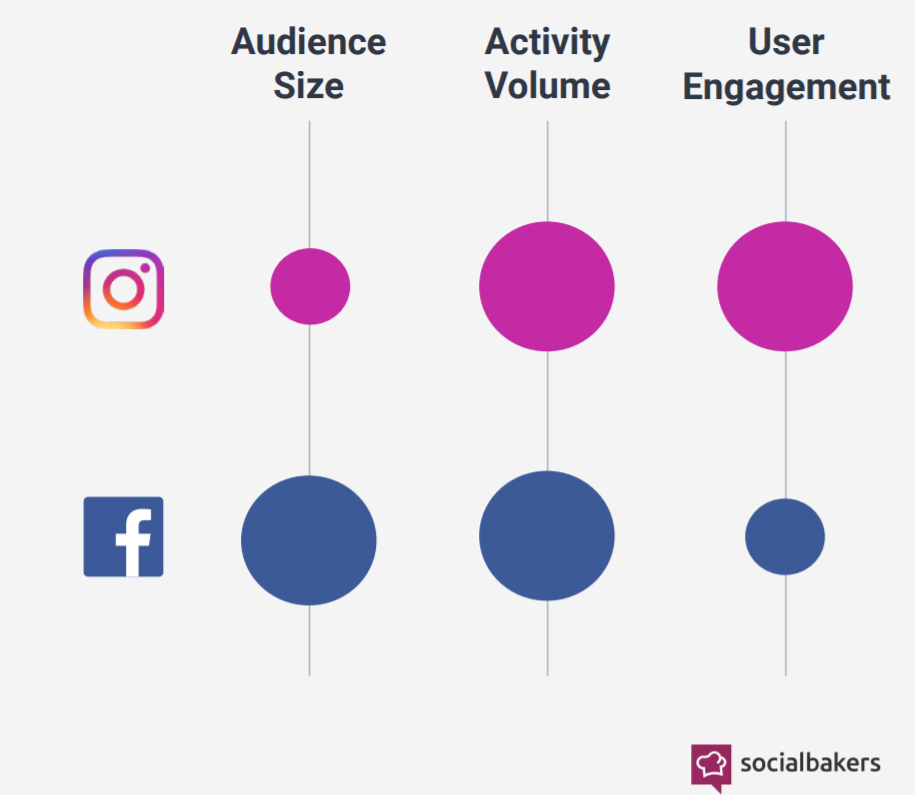 Audience
Size
Activity
Volume
User
Engagement
f
socialbakers